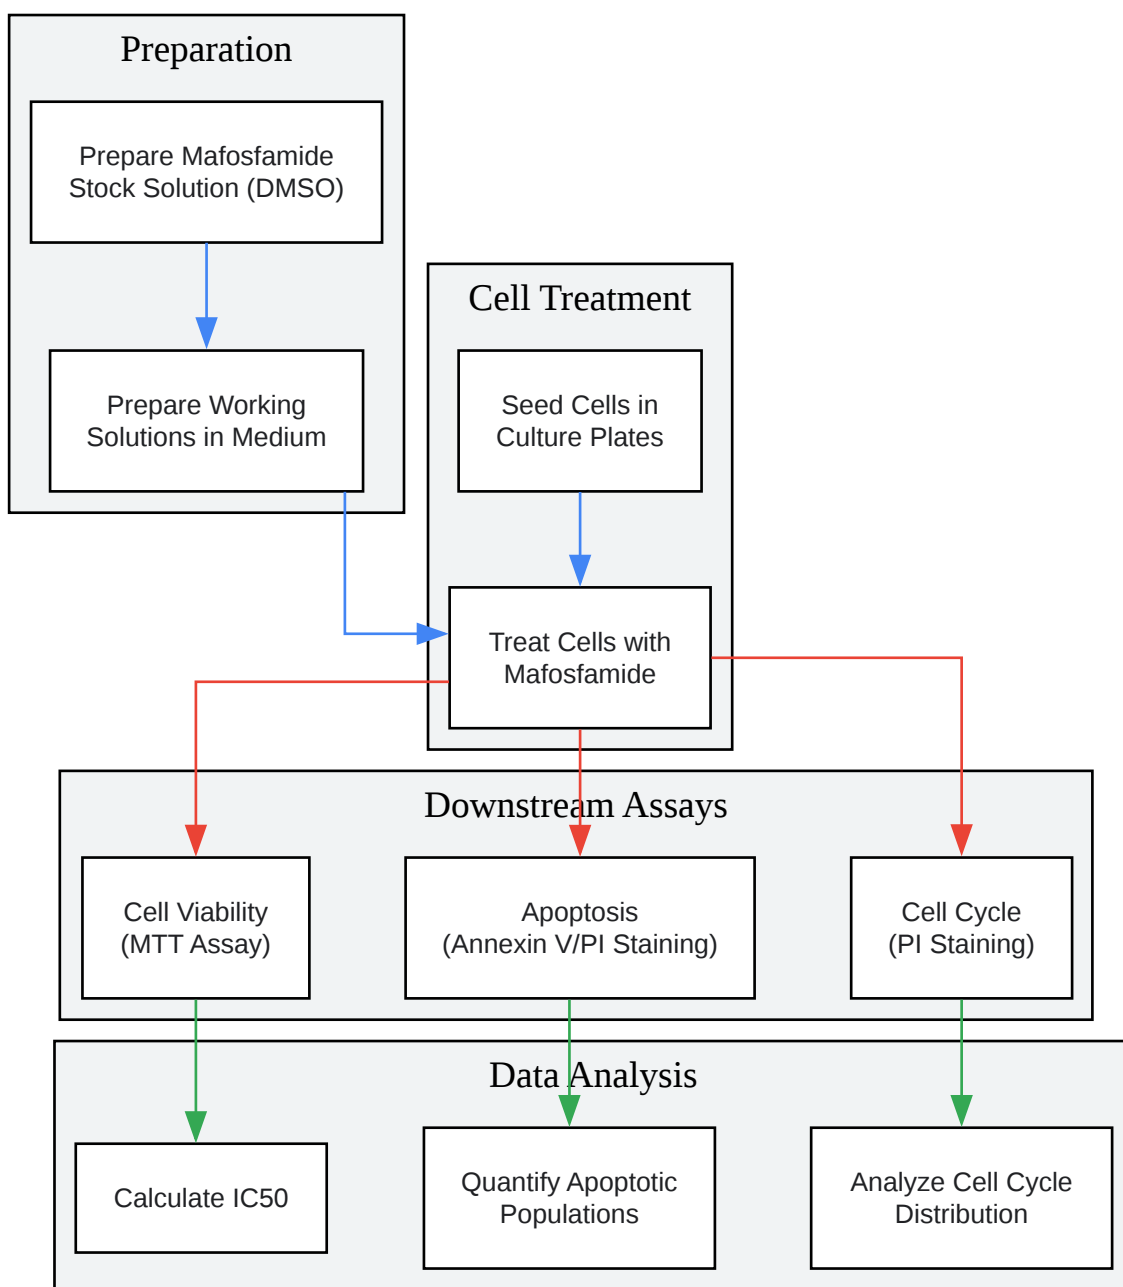 Preparation
Prepare Mafosfamide
Stock Solution (DMSO)
Prepare Working
Solutions in Medium
Cell Treatment
Seed Cells in
Culture Plates
Treat Cells with
Mafosfamide
Downstream Assays
Cell Viability
(MTT Assay)
Apoptosis
(Annexin V/PI Staining)
Cell Cycle
(PI Staining)
Data Analysis
Calculate IC50
Quantify Apoptotic
Populations
Analyze Cell Cycle
Distribution